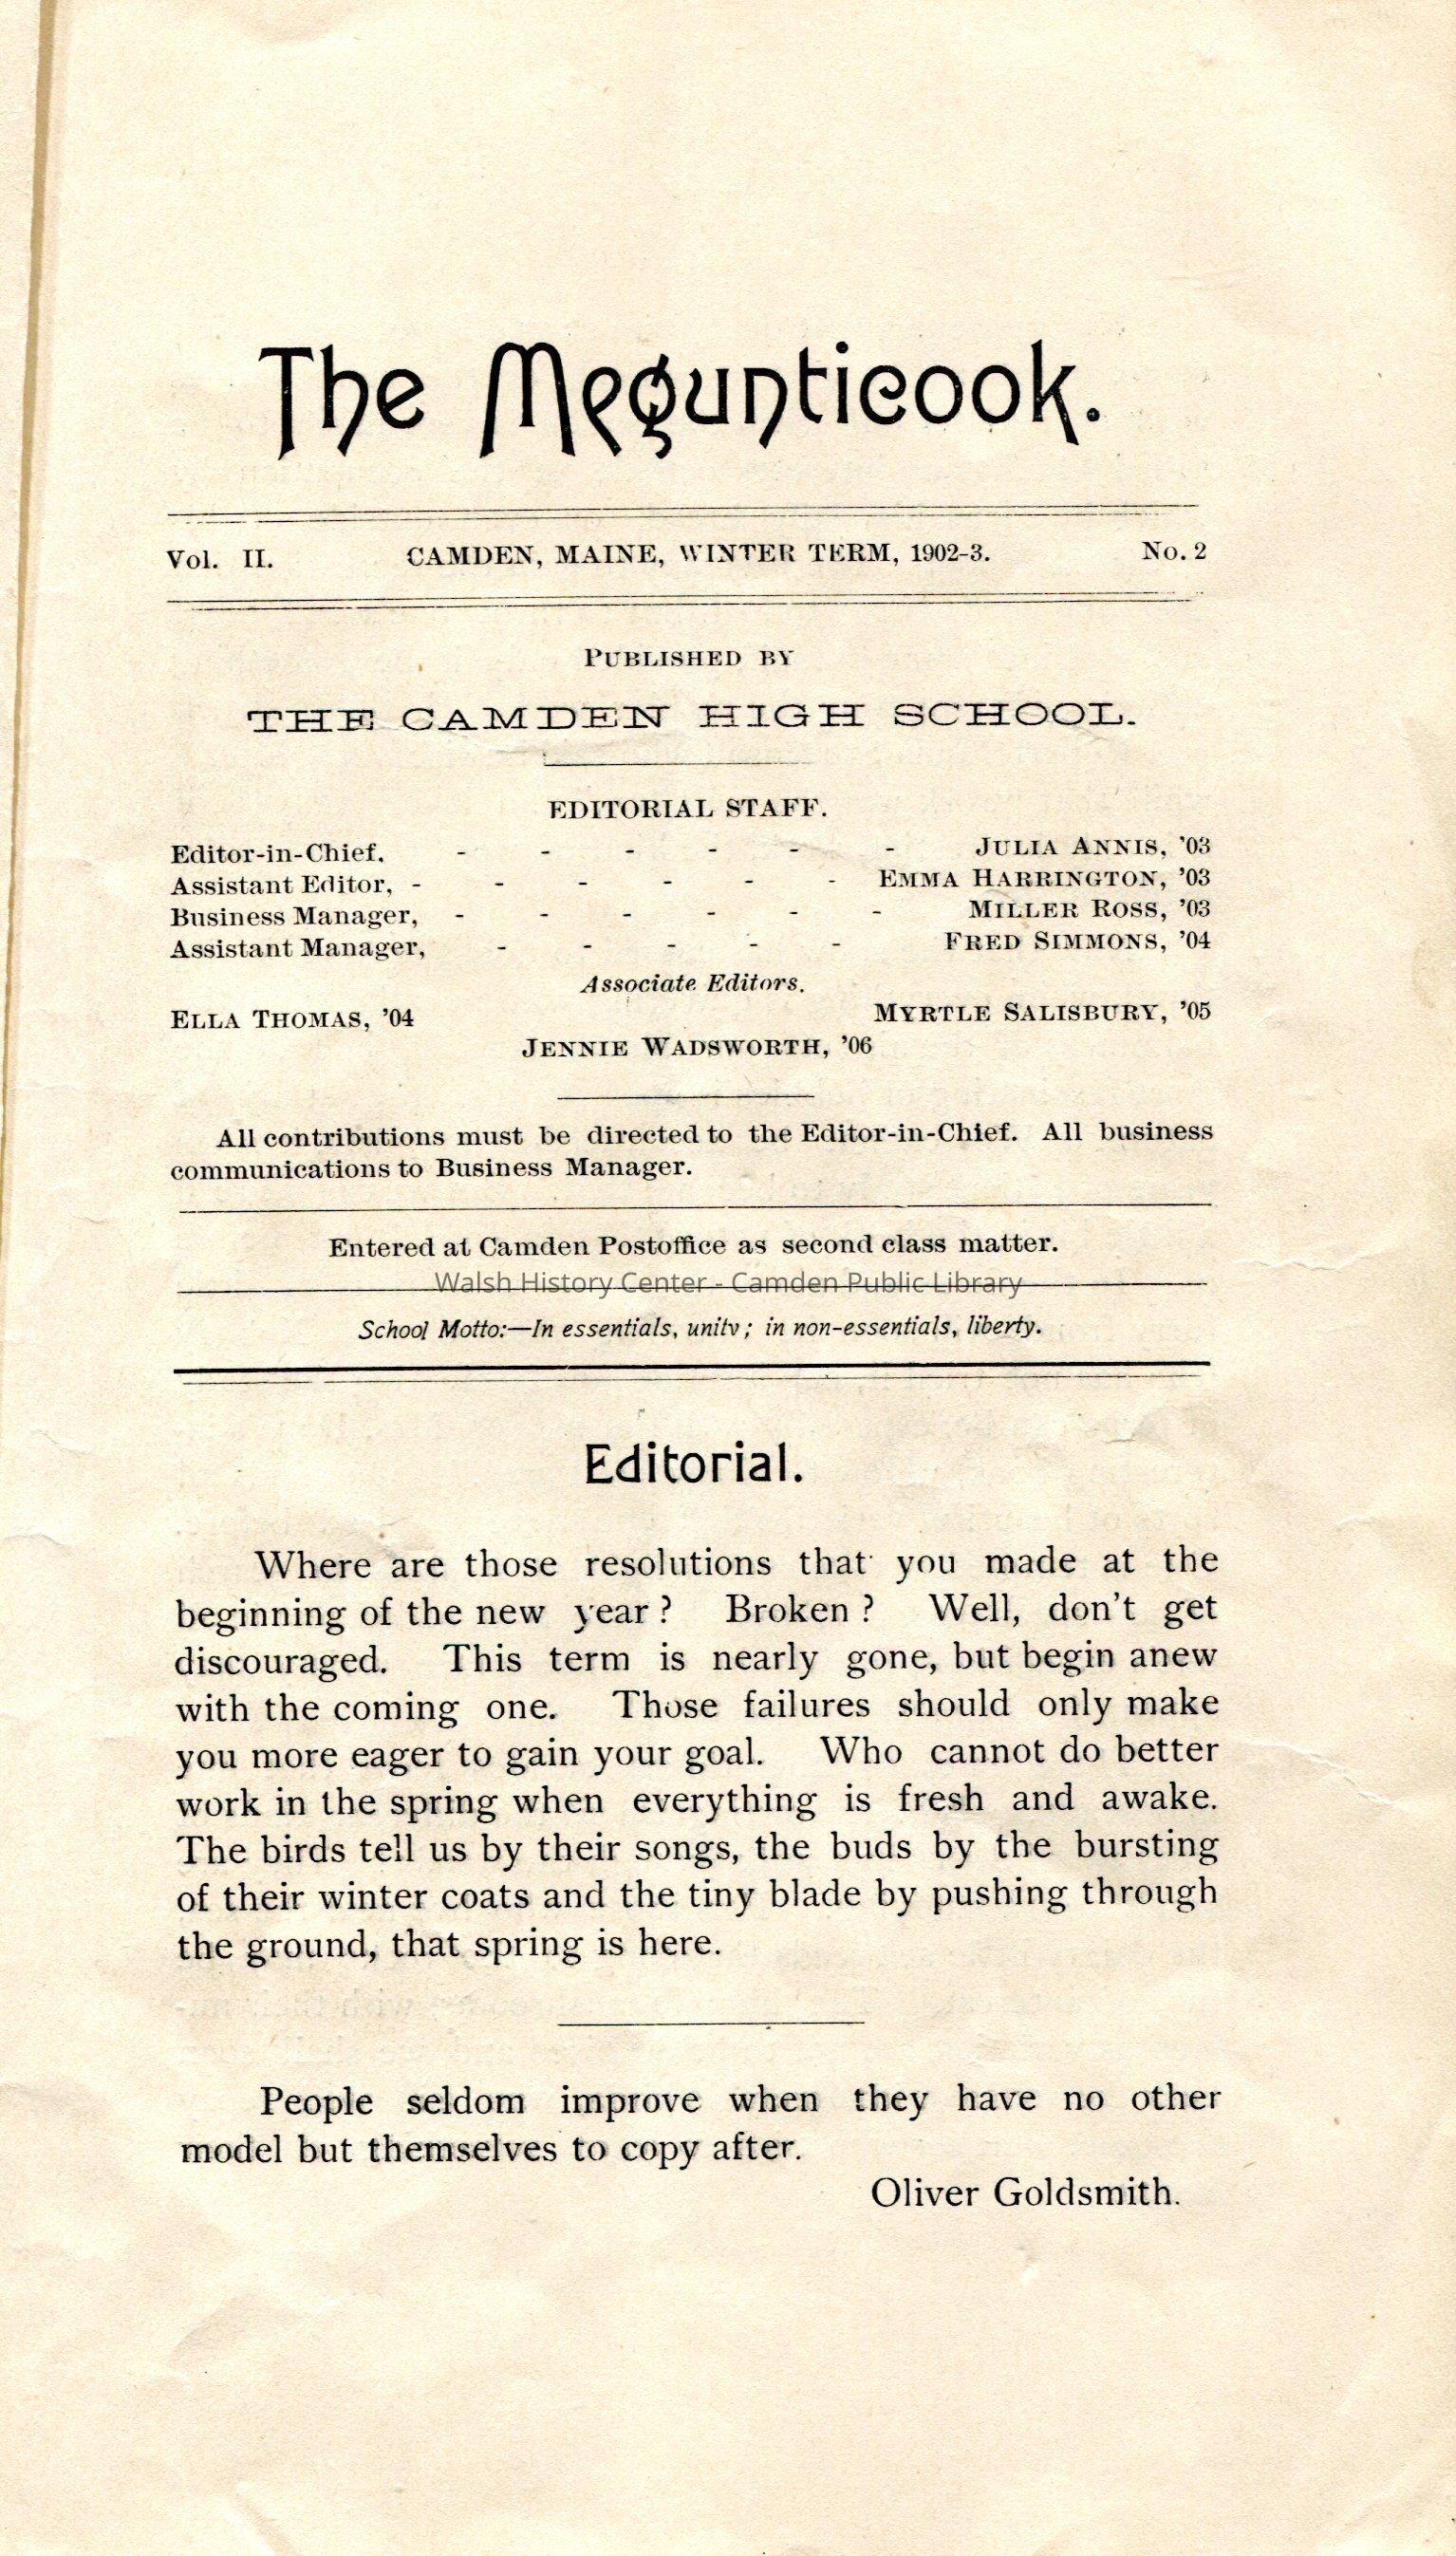 The Megunticook.
Vol. II. CAMDEN, MAINE, WINTER TERM, 1902-3. No. 2
PUBLISHED BY
THE CAMDEN HIGH SCHOOL.
EDITORIAL STAFF.
Editor-in-Chief. - - - - - - JULIA ANNIS, '03
Assistant Editor, - - - - - - EMMA HARRINGTON, '03
Business Manager, - - - - - - MILLER ROSS, '03
Assistant Manager, - - - - - FRED SIMMONS, '04
Associate Editors.
ELLA THOMAS, '04 MYRTLE SALISBURY, '05
JENNIE WADSWORTH, '06
All contributions must be directed to the Editor-in-Chief. All business
communications to Business Manager.
Entered at Camden Postoffice as second class matter.
Walsh History Center - Camden Public Library
School Motto:—In essentials, unity; in non-essentials, liberty.
Editorial.
Where are those resolutions that you made at the
beginning of the new year? Broken? Well, don't get
discouraged. This term is nearly gone, but begin anew
with the coming one. Those failures should only make
you more eager to gain your goal. Who cannot do better
work in the spring when everything is fresh and awake.
The birds tell us by their songs, the buds by the bursting
of their winter coats and the tiny blade by pushing through
the ground, that spring is here.
People seldom improve when they have no other
model but themselves to copy after.
Oliver Goldsmith.